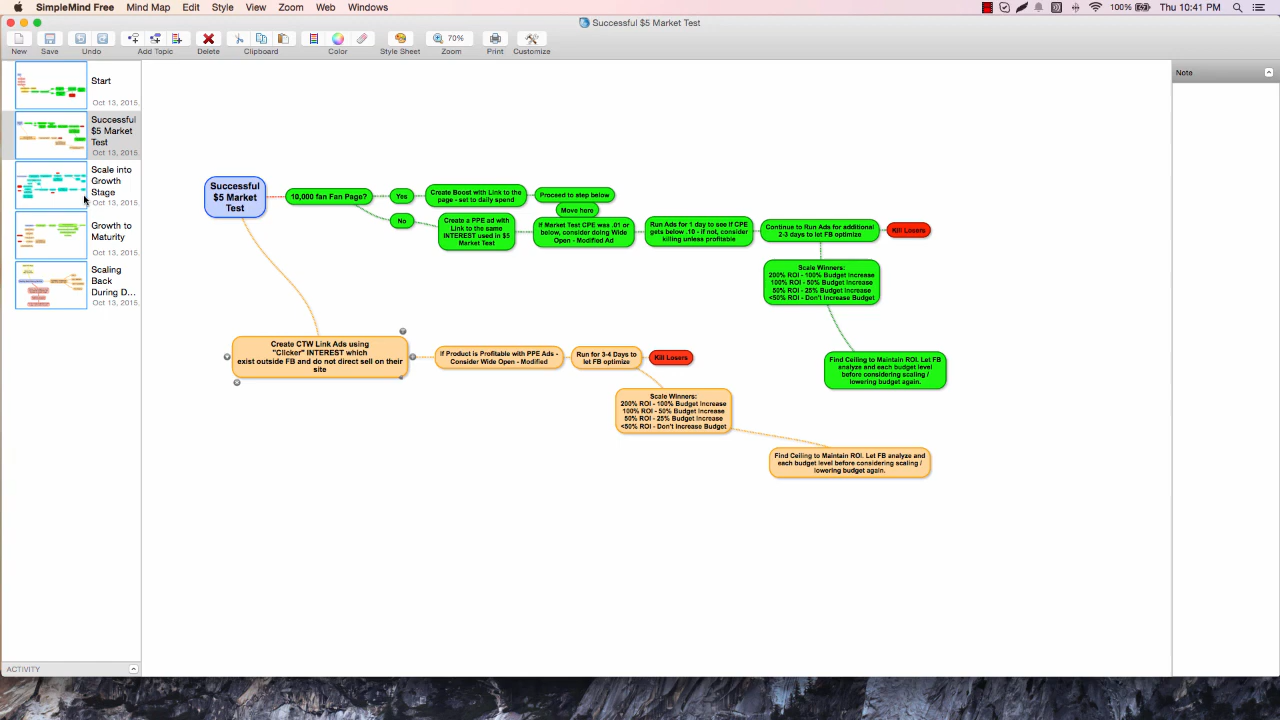 SimpleMind Free Mind Map Edit Style View Zoom Web Windows 100% Thu 10:41 PM
Successful $5 Market Test
70%
New Save Undo Add Topic Delete Clipboard Color Style Sheet Zoom Print Customize
Start
Oct 13, 2015
Successful
$5 Market
Test
Oct 13, 2015
Scale into
Growth
Stage
Oct 13, 2015
Growth to
Maturity
Oct 13, 2015
Scaling
Back
During D...
Oct 13, 2015
ACTIVITY
Note
Successful
$5 Market
Test
10,000 fan Fan Page?
Yes
Create Boost with Link to the
page - set to daily spend
Proceed to step below
Move here
No
Create a PPE ad with
Link to the same
INTEREST used in $5
Market Test
If Market Test CPE was .01 or
below, consider doing Wide
Open - Modified Ad
Run Ads for 1 day to see if CPE
gets below .10 - if not, consider
killing unless profitable
Continue to Run Ads for additional
2-3 days to let FB optimize
Kill Losers
Scale Winners:
200% ROI - 100% Budget Increase
100% ROI - 50% Budget Increase
50% ROI - 25% Budget Increase
<50% ROI - Don't Increase Budget
Find Ceiling to Maintain ROI. Let FB
analyze and each budget level
before considering scaling /
lowering budget again.
Create CTW Link Ads using
"Clicker" INTEREST which
exist outside FB and do not direct sell on their
site
If Product is Profitable with PPE Ads -
Consider Wide Open - Modified
Run for 3-4 Days to
let FB optimize
Kill Losers
Scale Winners:
200% ROI - 100% Budget Increase
100% ROI - 50% Budget Increase
50% ROI - 25% Budget Increase
<50% ROI - Don't Increase Budget
Find Ceiling to Maintain ROI. Let FB analyze and
each budget level before considering scaling /
lowering budget again.